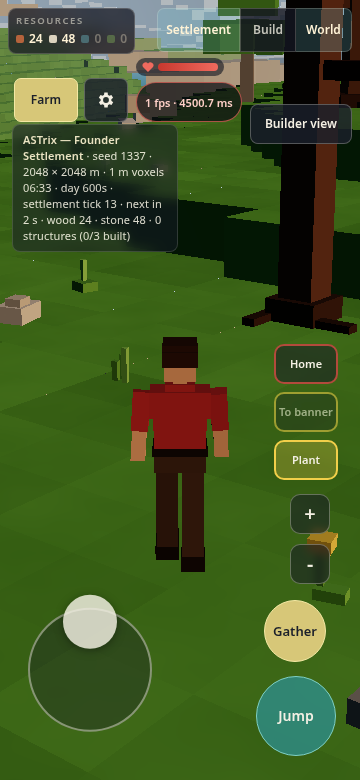 RESOURCES
24 48 0 0
Settlement Build World
Farm
1 fps · 4500.7 ms
Builder view
ASTrix — Founder
Settlement · seed 1337 ·
2048 × 2048 m · 1 m voxels
06:33 · day 600s ·
settlement tick 13 · next in
2 s · wood 24 · stone 48 · 0
structures (0/3 built)
Home
To banner
Plant
+
-
Gather
Jump